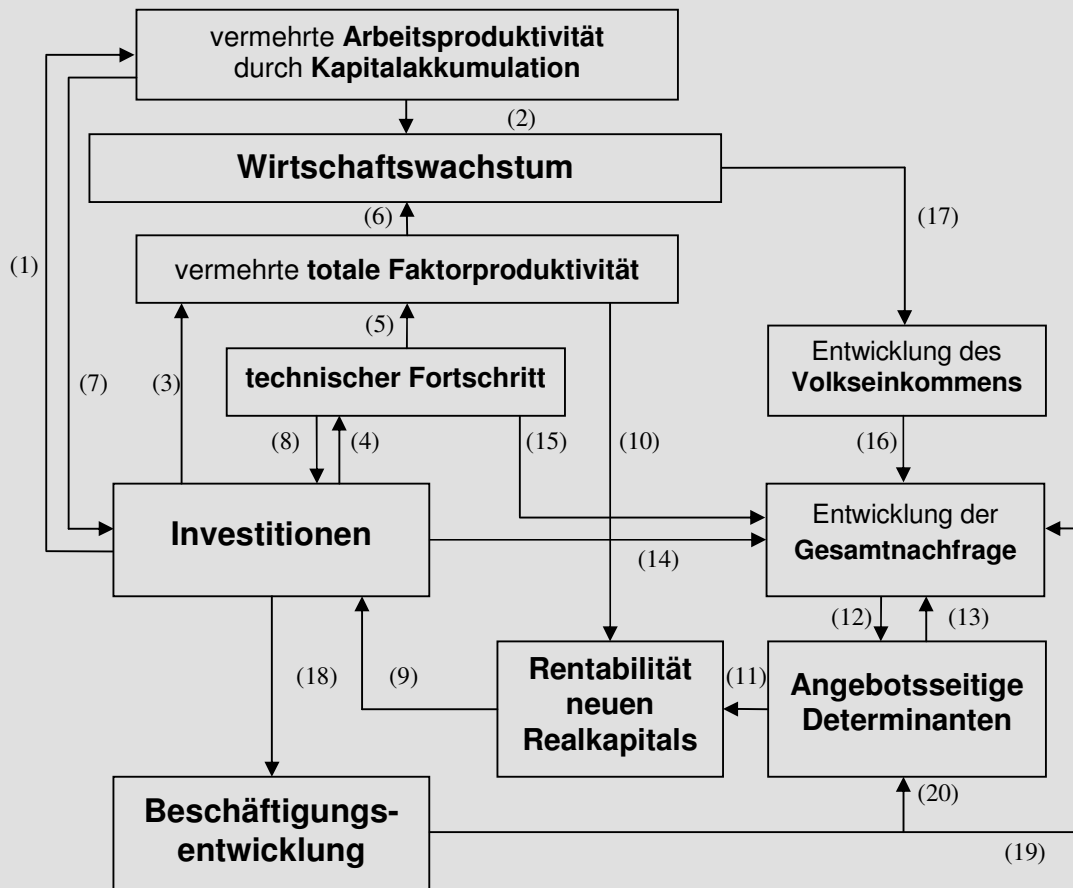 vermehrte Arbeitsproduktivität
durch Kapitalakkumulation
(2)
Wirtschaftswachstum
(6)
(17)
(1)
vermehrte totale Faktorproduktivität
(5)
Entwicklung des
Volkseinkommens
technischer Fortschritt
(7)
(3)
(8)
(4)
(15)
(10)
(16)
Investitionen
Entwicklung der
Gesamtnachfrage
(14)
(12)
(13)
(18)
(9)
Rentabilität
neuen
Realkapitals
(11)
Angebotsseitige
Determinanten
Beschäftigungs-
entwicklung
(20)
(19)